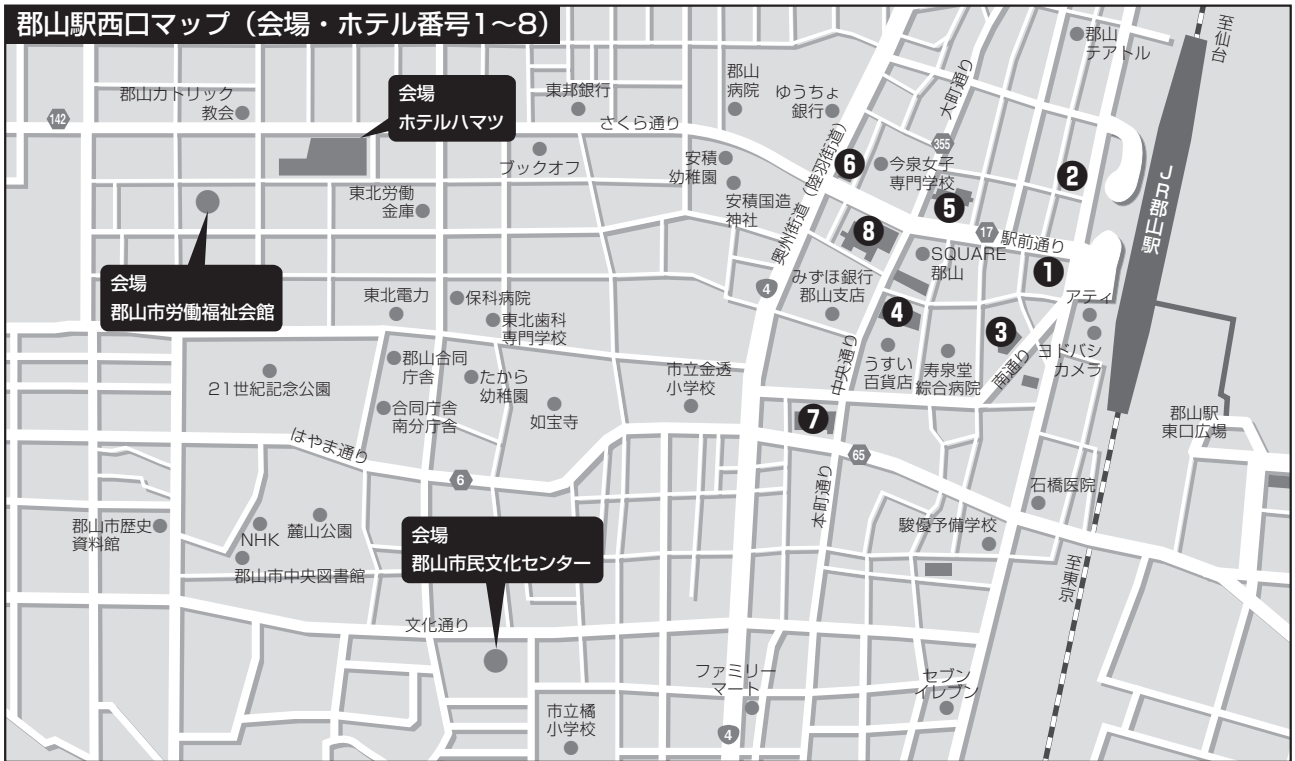 郡山駅西口マップ（会場・ホテル番号1～8）
至仙台
郡山
テアトル
JR郡山駅
大町通り
郡山
病院
ゆうちょ
銀行
東邦銀行
さくら通り
会場
ホテルハマツ
郡山カトリック
教会
142
ブックオフ
安積
幼稚園
安積国造
神社
奥州街道（陸羽街道）
6
今泉女子
専門学校
355
2
5
8
17
駅前通り
1
SQUARE
郡山
東北労働
金庫
会場
郡山市労働福祉会館
東北電力
保科病院
東北歯科
専門学校
4
みずほ銀行
郡山支店
4
うすい
百貨店
中央通り
寿泉堂
綜合病院
3
南通り
アティ
ヨドバシ
カメラ
郡山駅
東口広場
21世紀記念公園
郡山合同
庁舎
たから
幼稚園
合同庁舎
南分庁舎
如宝寺
市立金透
小学校
7
はやま通り
6
65
本町通り
石橋医院
駿優予備学校
至東京
郡山市歴史
資料館
NHK
麓山公園
郡山市中央図書館
会場
郡山市民文化センター
文化通り
ファミリー
マート
セブン
イレブン
市立橘
小学校
4